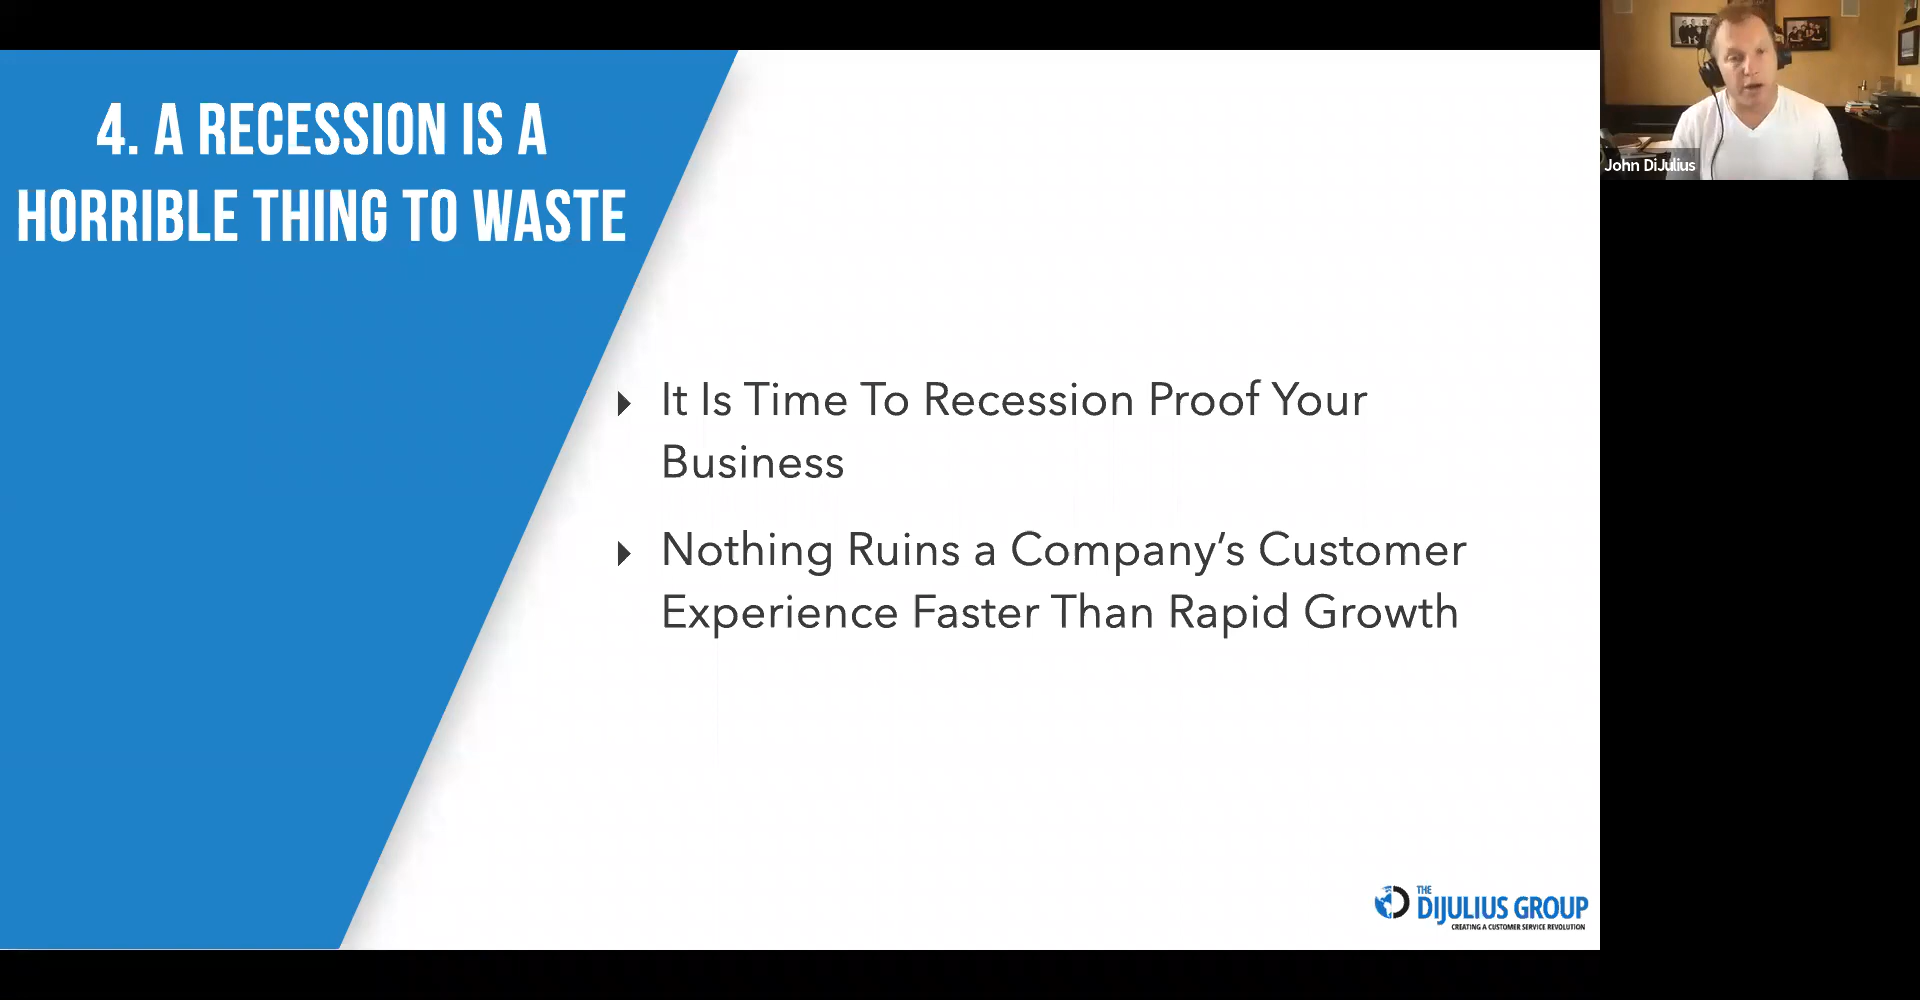 4. A RECESSION IS A
HORRIBLE THING TO WASTE
It Is Time To Recession Proof Your
Business
Nothing Ruins a Company’s Customer
Experience Faster Than Rapid Growth
John DiJulius
THE
DIJULIUS GROUP
CREATING A CUSTOMER SERVICE REVOLUTION